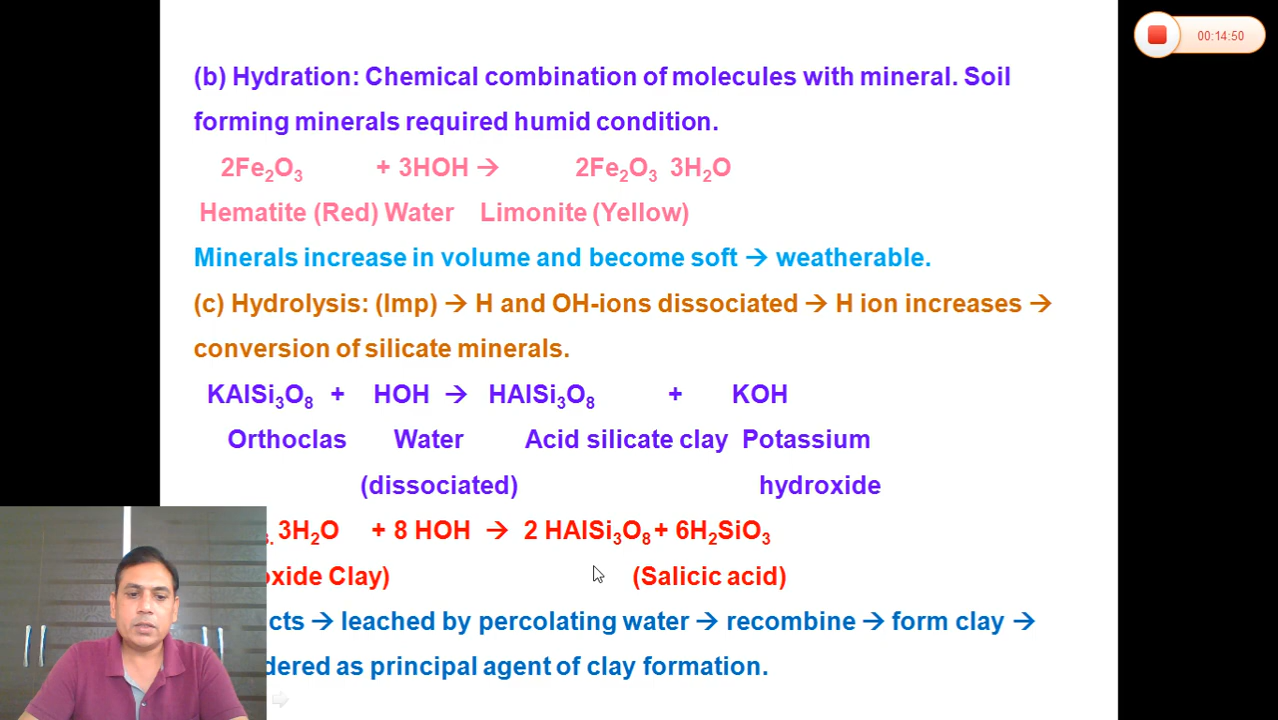 00:14:50
(b) Hydration: Chemical combination of molecules with mineral. Soil
forming minerals required humid condition.
2Fe₂O₃ + 3HOH → 2Fe₂O₃ 3H₂O
Hematite (Red) Water Limonite (Yellow)
Minerals increase in volume and become soft → weatherable.
(c) Hydrolysis: (Imp) → H and OH-ions dissociated → H ion increases →
conversion of silicate minerals.
KAlSi₃O₈ + HOH → HAlSi₃O₈ + KOH
Orthoclas Water Acid silicate clay Potassium
(dissociated) hydroxide
3H₂O + 8 HOH → 2 HAlSi₃O₈ + 6H₂SiO₃
oxide Clay) (Salicic acid)
cts → leached by percolating water → recombine → form clay →
dered as principal agent of clay formation.